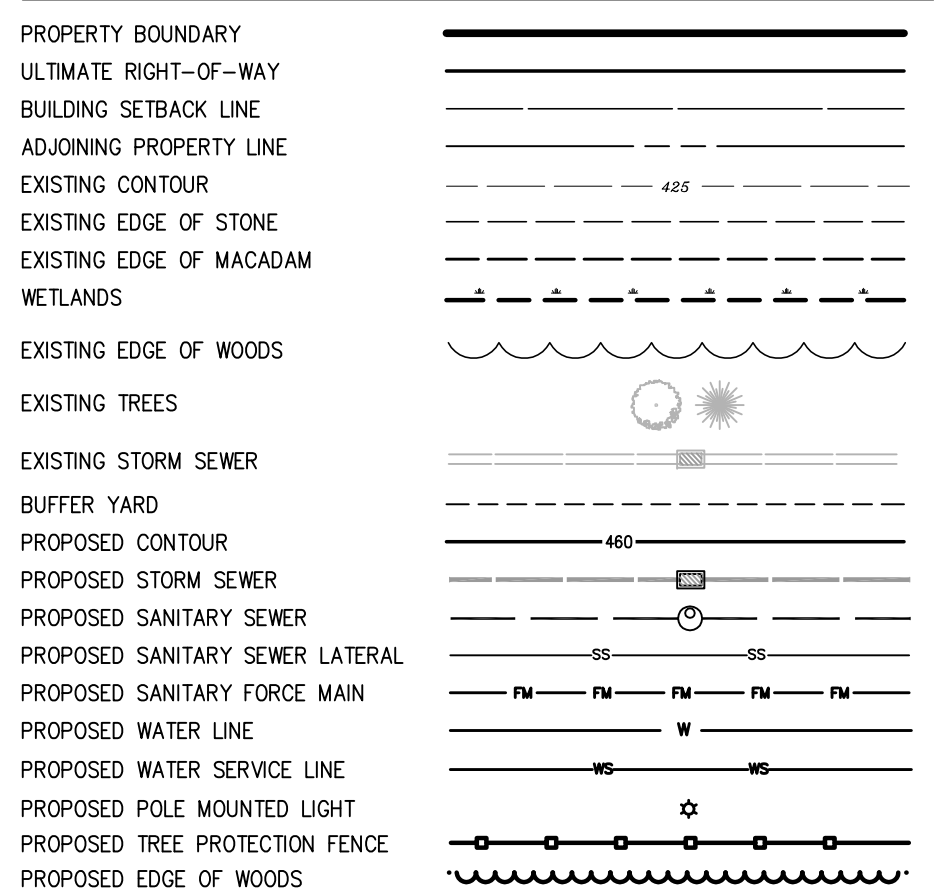 PROPERTY BOUNDARY
ULTIMATE RIGHT-OF-WAY
BUILDING SETBACK LINE
ADJOINING PROPERTY LINE
EXISTING CONTOUR 425
EXISTING EDGE OF STONE
EXISTING EDGE OF MACADAM
WETLANDS
EXISTING EDGE OF WOODS
EXISTING TREES
EXISTING STORM SEWER
BUFFER YARD
PROPOSED CONTOUR 460
PROPOSED STORM SEWER
PROPOSED SANITARY SEWER
PROPOSED SANITARY SEWER LATERAL SS SS
PROPOSED SANITARY FORCE MAIN FM FM FM FM FM
PROPOSED WATER LINE W
PROPOSED WATER SERVICE LINE WS WS
PROPOSED POLE MOUNTED LIGHT
PROPOSED TREE PROTECTION FENCE
PROPOSED EDGE OF WOODS